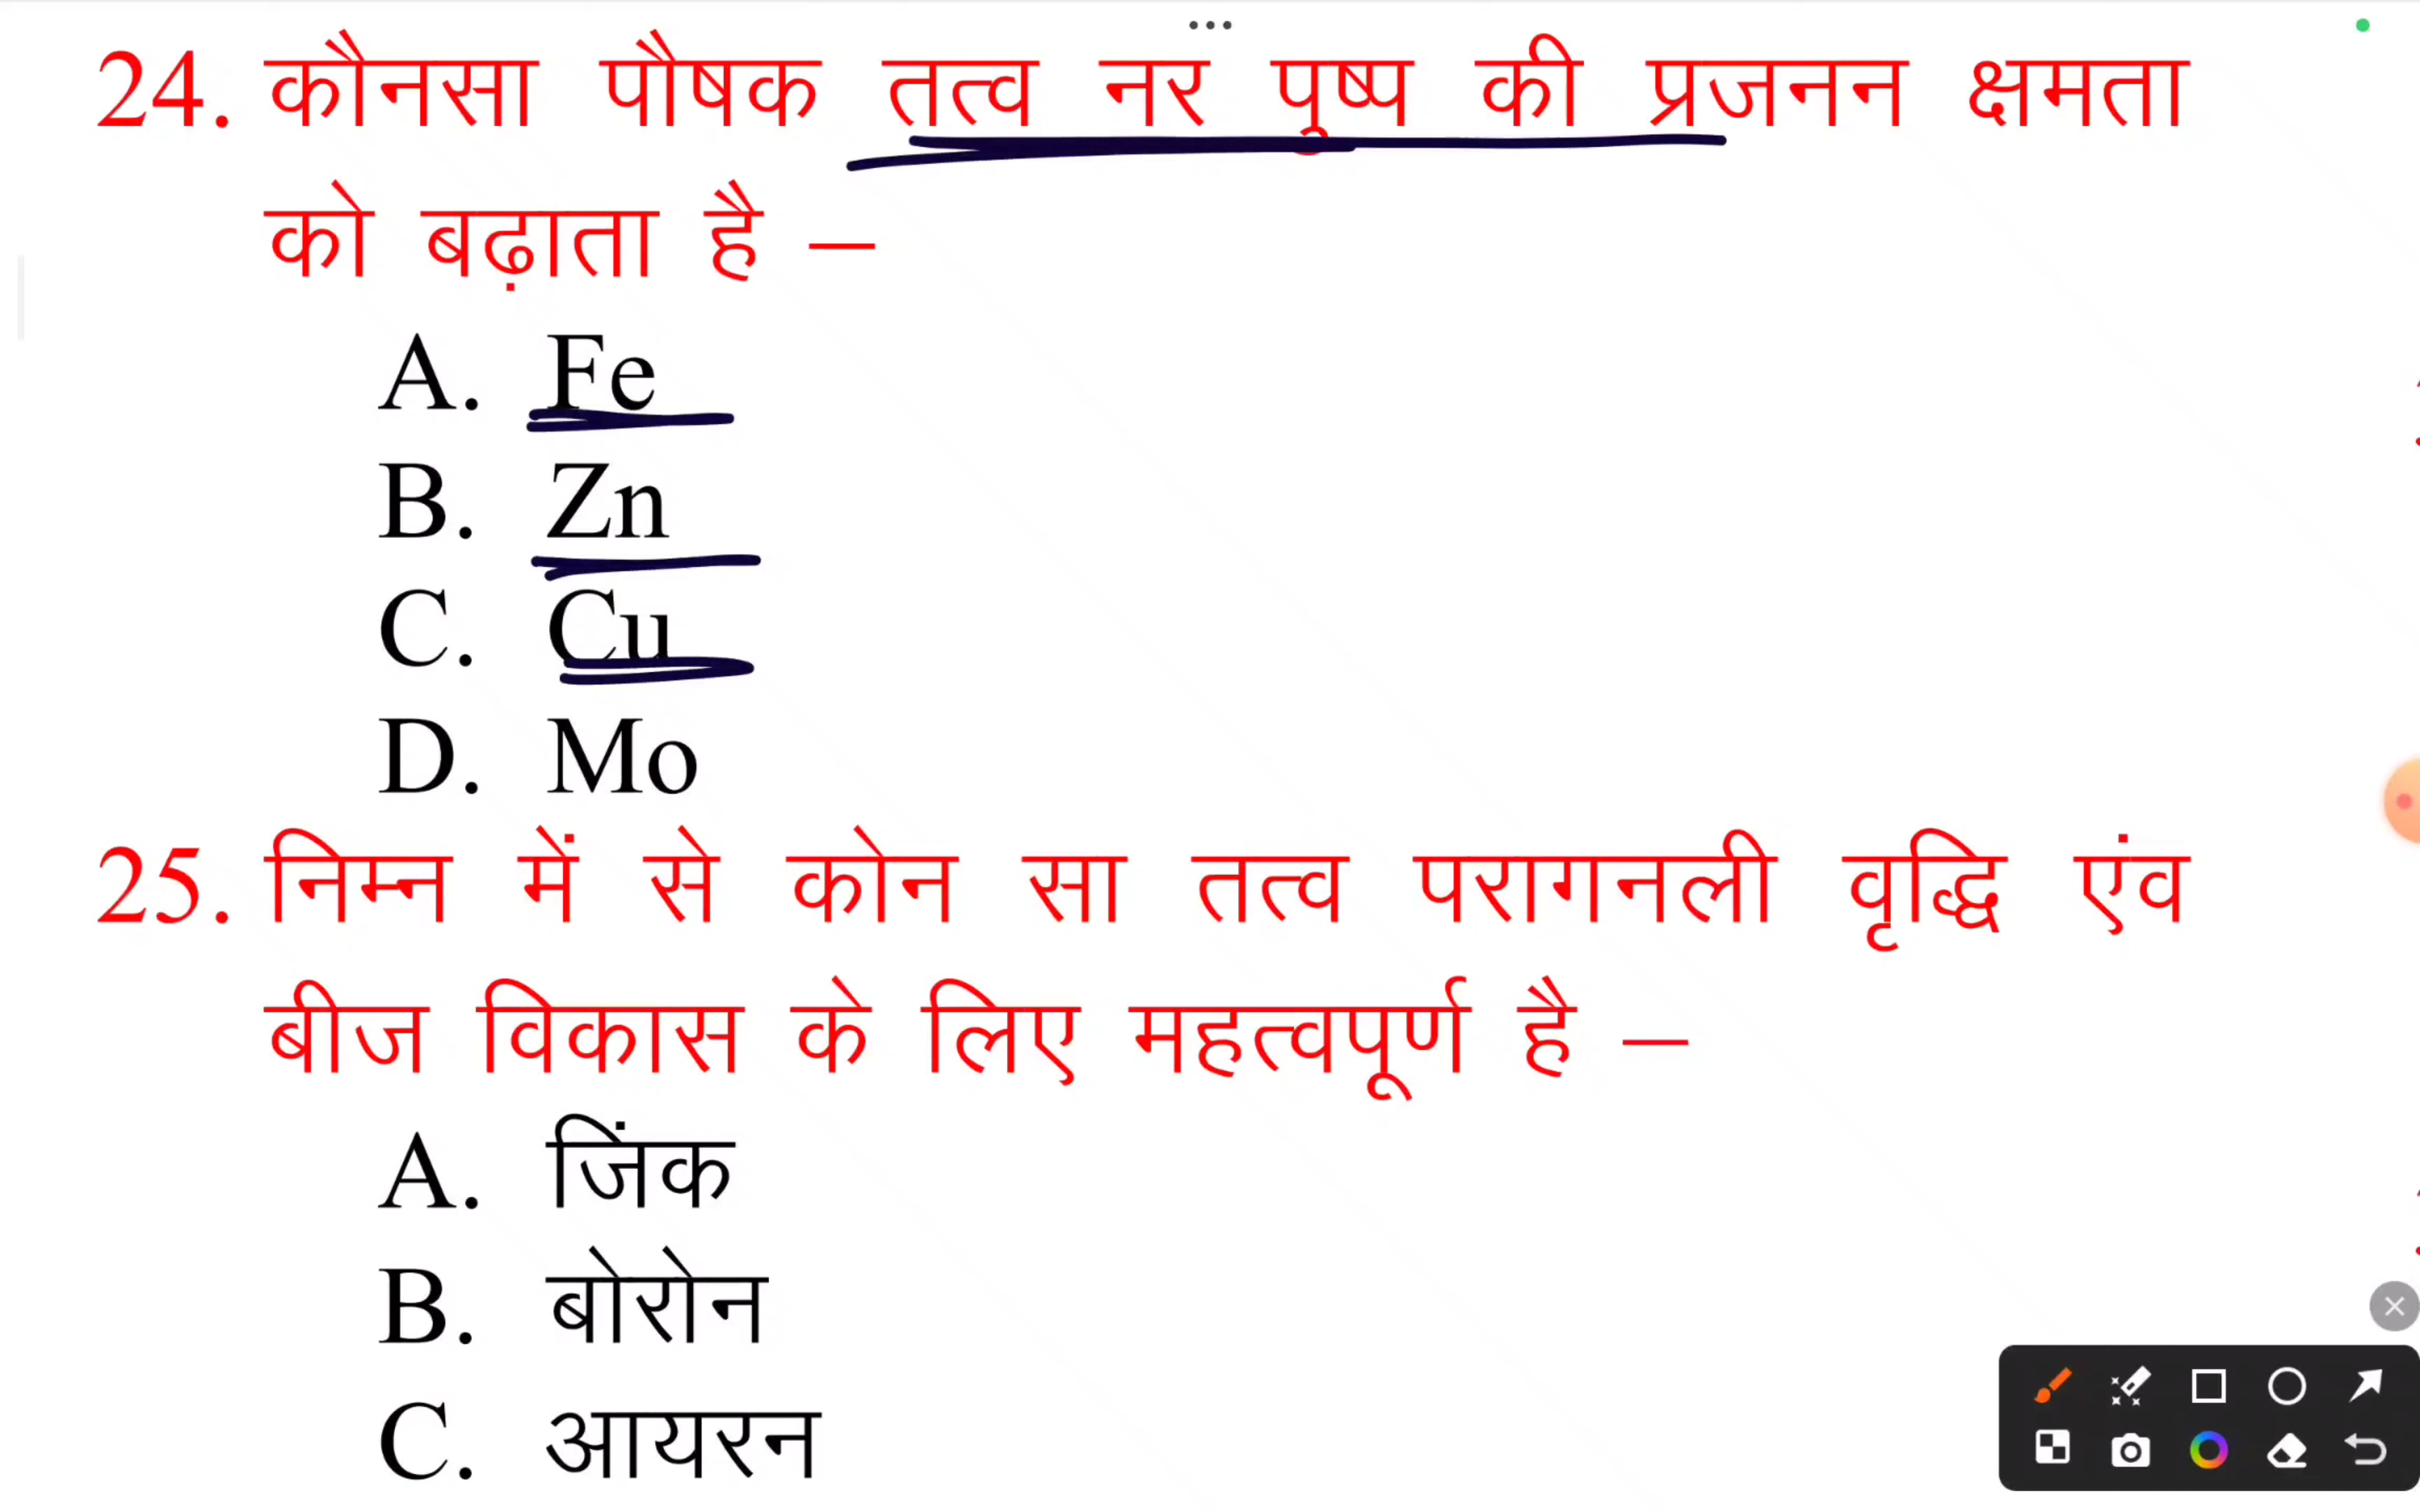 24. कौनसा पौषक तत्व नर पुष्प की प्रजनन क्षमता
को बढ़ाता है –
A. Fe
B. Zn
C. Cu
D. Mo
25. निम्न में से कोन सा तत्व परागनली वृद्धि एंव
बीज विकास के लिए महत्वपूर्ण है –
A. जिंक
B. बोरोन
C. आयरन